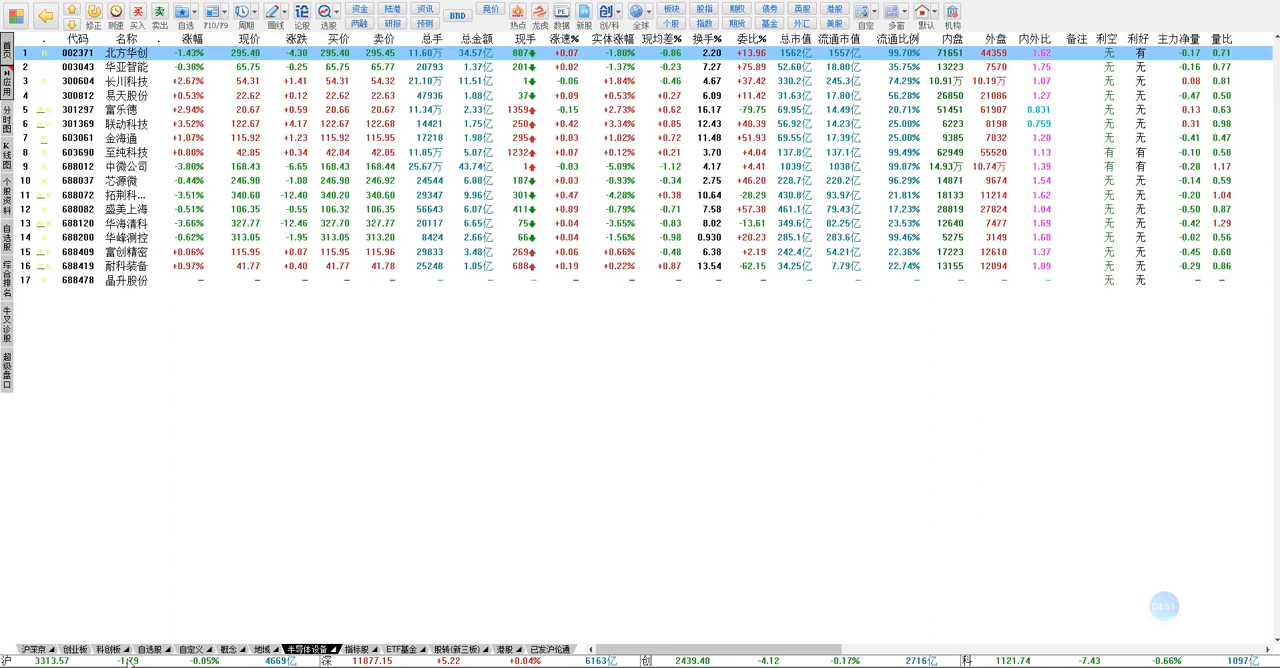 修正 测速 买入 卖出 自选 F10/F9 周期 画线 论股 选股 资金 陆港 资讯 BBD 竞价 热点 龙虎 数据 新股 创/科 全球 板块 股指 期权 债券 英股 港股 自定 多窗 默认 机构
两融 研报 预测 个股 指数 期货 基金 外汇 美股
代码 名称 涨幅 现价 涨跌 买价 卖价 总手 总金额 现手 涨速% 实体涨幅 现均差% 换手% 委比% 总市值 流通市值 流通比例 内盘 外盘 内外比 备注 利空 利好 主力净量 量比
1 R 002371 北方华创 -1.43% 295.40 -4.30 295.40 295.45 11.60万 34.57亿 887 +0.07 -1.80% -0.86 2.20 +13.96 1562亿 1557亿 99.70% 71651 44359 1.62 无 有 -0.17 0.71
2 003043 华亚智能 -0.38% 65.75 -0.25 65.75 65.77 20793 1.37亿 201 +0.02 -1.37% -0.23 7.27 +75.89 52.60亿 18.80亿 35.75% 13223 7570 1.75 无 无 -0.16 0.77
3 R 300604 长川科技 +2.67% 54.31 +1.41 54.31 54.32 21.10万 11.51亿 1 -0.06 +1.84% -0.46 4.67 +37.42 330.2亿 245.3亿 74.29% 10.91万 10.19万 1.07 无 无 0.08 0.81
4 300812 易天股份 +0.53% 22.62 +0.12 22.62 22.63 47936 1.08亿 37 +0.09 +0.53% +0.27 6.09 +11.42 31.63亿 17.80亿 56.28% 26850 21086 1.27 无 无 -0.47 0.50
5 301297 富乐德 +2.94% 20.67 +0.59 20.66 20.67 11.34万 2.33亿 1359 -0.15 +2.73% +0.62 16.17 -79.75 69.95亿 14.49亿 20.71% 51451 61907 0.831 无 无 0.13 0.63
6 301369 联动科技 +3.52% 122.67 +4.17 122.67 122.68 14421 1.75亿 250 +0.42 +3.34% +0.85 12.43 +48.39 56.92亿 14.23亿 25.00% 6223 8198 0.759 无 无 0.31 0.98
7 603061 金海通 +1.07% 115.92 +1.23 115.92 115.95 17218 1.98亿 295 +0.03 +1.02% +0.72 11.48 +51.93 69.55亿 17.39亿 25.00% 9385 7832 1.20 无 无 -0.41 0.47
8 R 603690 至纯科技 +0.80% 42.85 +0.34 42.84 42.85 11.85万 5.07亿 1232 +0.07 +0.12% +0.21 3.70 +4.04 137.8亿 137.1亿 99.49% 62949 55520 1.13 有 有 -0.10 0.58
9 K 688012 中微公司 -3.80% 168.43 -6.65 168.43 168.44 25.67万 43.74亿 1 -0.03 -5.09% -1.12 4.17 +4.41 1039亿 1038亿 99.87% 14.93万 10.74万 1.39 有 有 -0.28 1.17
10 K 688037 芯源微 -0.44% 246.90 -1.08 246.90 246.92 24544 6.08亿 187 +0.03 -0.93% -0.34 2.75 +46.20 228.7亿 220.2亿 96.29% 14871 9674 1.54 无 无 -0.14 0.59
11 K 688072 拓荆科... -3.51% 340.60 -12.40 340.20 340.60 29347 9.96亿 301 +0.47 -4.28% +0.38 10.64 -28.29 430.8亿 93.97亿 21.81% 18133 11214 1.62 无 无 -0.20 1.04
12 K 688082 盛美上海 -0.51% 106.35 -0.55 106.32 106.35 56643 6.07亿 411 +0.09 -0.79% -0.71 7.58 +57.38 461.1亿 79.43亿 17.23% 28819 27824 1.04 无 无 -0.50 0.87
13 K 688120 华海清科 -3.66% 327.77 -12.46 327.70 327.77 20117 6.65亿 75 +0.04 -3.65% -0.83 8.02 -13.61 349.6亿 82.25亿 23.53% 12640 7477 1.69 无 无 -0.42 1.29
14 K 688200 华峰测控 -0.62% 313.05 -1.95 313.05 313.20 8424 2.66亿 66 +0.04 -1.56% -0.98 0.930 +20.23 285.1亿 283.6亿 99.46% 5275 3149 1.68 无 无 -0.02 0.56
15 K 688409 富创精密 +0.06% 115.95 +0.07 115.95 115.96 29833 3.48亿 269 +0.06 +0.66% -0.48 6.38 +2.19 242.4亿 54.21亿 22.36% 17223 12610 1.37 无 无 -0.45 0.60
16 K 688419 耐科装备 +0.97% 41.77 +0.40 41.77 41.78 25248 1.05亿 688 +0.19 +0.22% +0.87 13.54 -62.15 34.25亿 7.79亿 22.74% 13155 12094 1.09 无 无 -0.29 0.86
17 688478 晶升股份 – – – – – – – – – – – – – – – – – – – 无 无 – –
首页
应用
分时图
K线图
个股资料
自选股
综合排名
牛叉诊股
超级盘口
04:51
沪深京 创业板 科创板 自选股 自定义 概念 地域 半导体设备 指标股 ETF基金 股转(新三板) 港股 已发沪伦通
沪 3313.57 -1.79 -0.05% 4669亿 深 11877.15 +5.22 +0.04% 6163亿 创 2439.40 -4.12 -0.17% 2716亿 科 1121.74 -7.43 -0.66% 1097亿